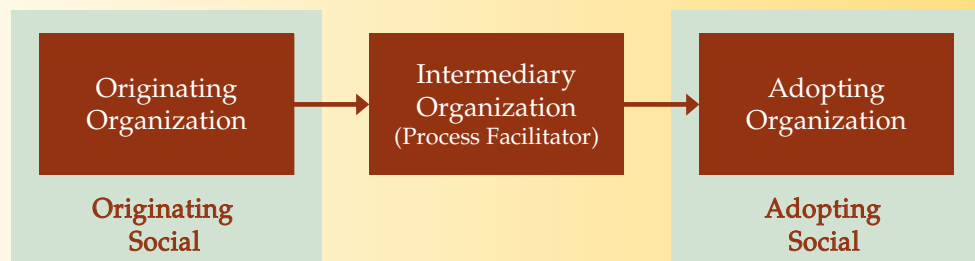 Originating
Organization
Intermediary
Organization
(Process Facilitator)
Adopting
Organization
Originating
Social
Adopting
Social